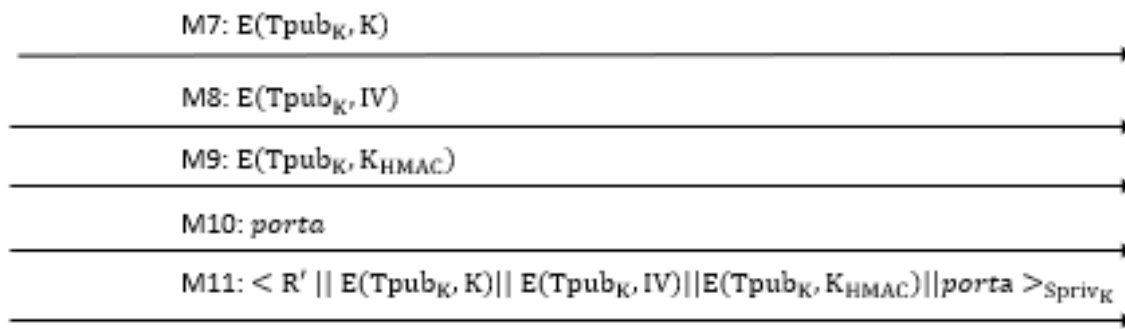 M7: E(Tpub_K, K)
M8: E(Tpub_K, IV)
M9: E(Tpub_K, K_HMAC)
M10: porta
M11: < R′ || E(Tpub_K, K)|| E(Tpub_K, IV)||E(Tpub_K, K_HMAC)||porta >_Spriv_K